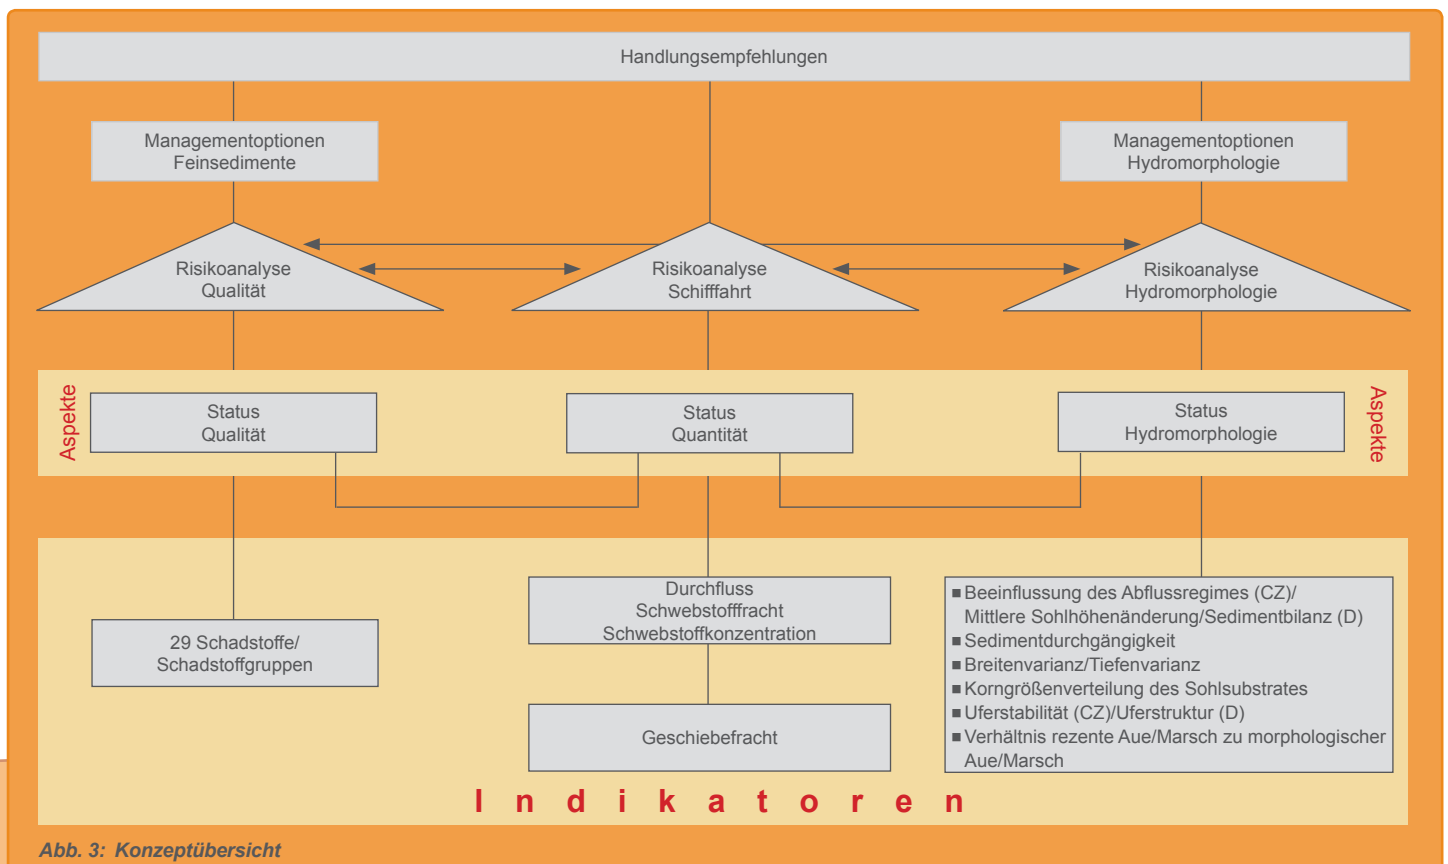 Handlungsempfehlungen
Managementoptionen
Feinsedimente
Managementoptionen
Hydromorphologie
Risikoanalyse
Qualität
Risikoanalyse
Schifffahrt
Risikoanalyse
Hydromorphologie
Aspekte
Status
Qualität
Status
Quantität
Status
Hydromorphologie
Aspekte
29 Schadstoffe/
Schadstoffgruppen
Durchfluss
Schwebstofffracht
Schwebstoffkonzentration
Geschiebefracht
■ Beeinflussung des Abflussregimes (CZ)/
Mittlere Sohlhöhenänderung/Sedimentbilanz (D)
■ Sedimentdurchgängigkeit
■ Breitenvarianz/Tiefenvarianz
■ Korngrößenverteilung des Sohlsubstrates
■ Uferstabilität (CZ)/Uferstruktur (D)
■ Verhältnis rezente Aue/Marsch zu morphologischer
Aue/Marsch
I n d i k a t o r e n
Abb. 3: Konzeptübersicht